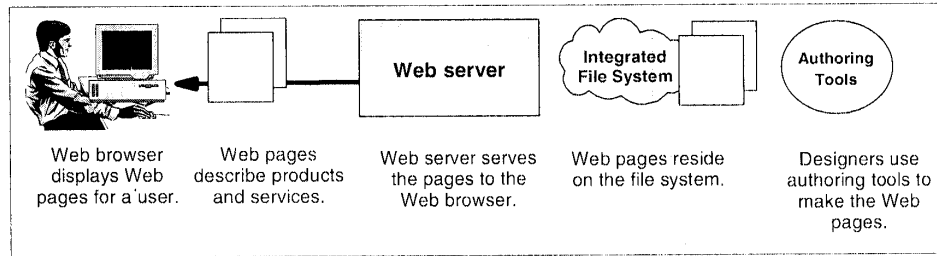 Web server
Integrated
File System
Authoring
Tools
Web browser
displays Web
pages for a user.
Web pages
describe products
and services.
Web server serves
the pages to the
Web browser.
Web pages reside
on the file system.
Designers use
authoring tools to
make the Web
pages.